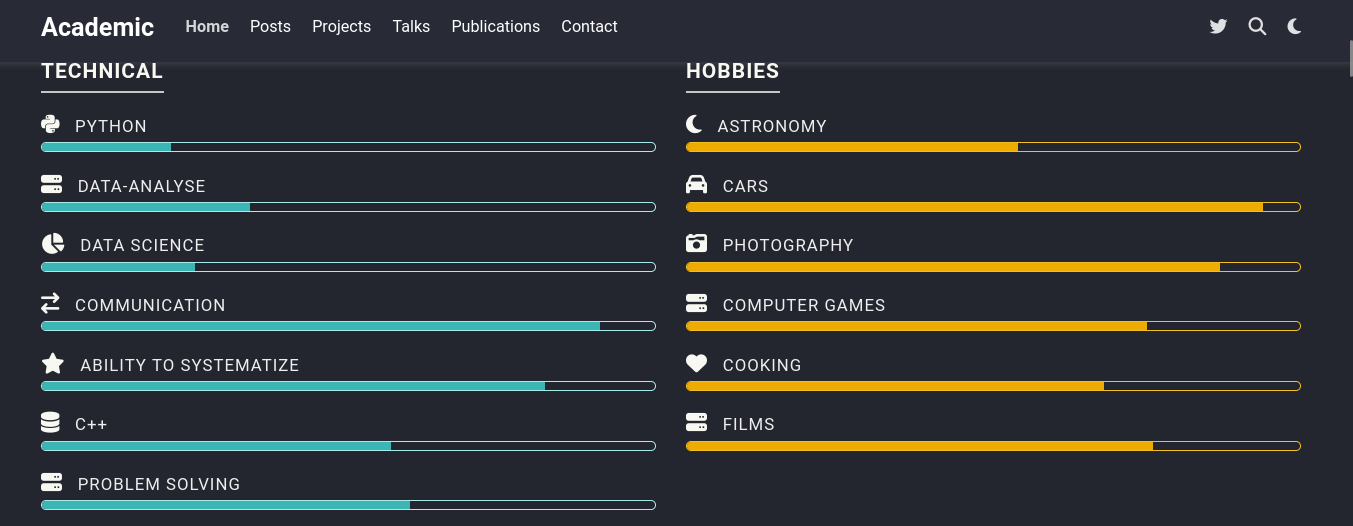 Academic Home Posts Projects Talks Publications Contact
TECHNICAL
PYTHON
DATA-ANALYSE
DATA SCIENCE
COMMUNICATION
ABILITY TO SYSTEMATIZE
C++
PROBLEM SOLVING
HOBBIES
ASTRONOMY
CARS
PHOTOGRAPHY
COMPUTER GAMES
COOKING
FILMS